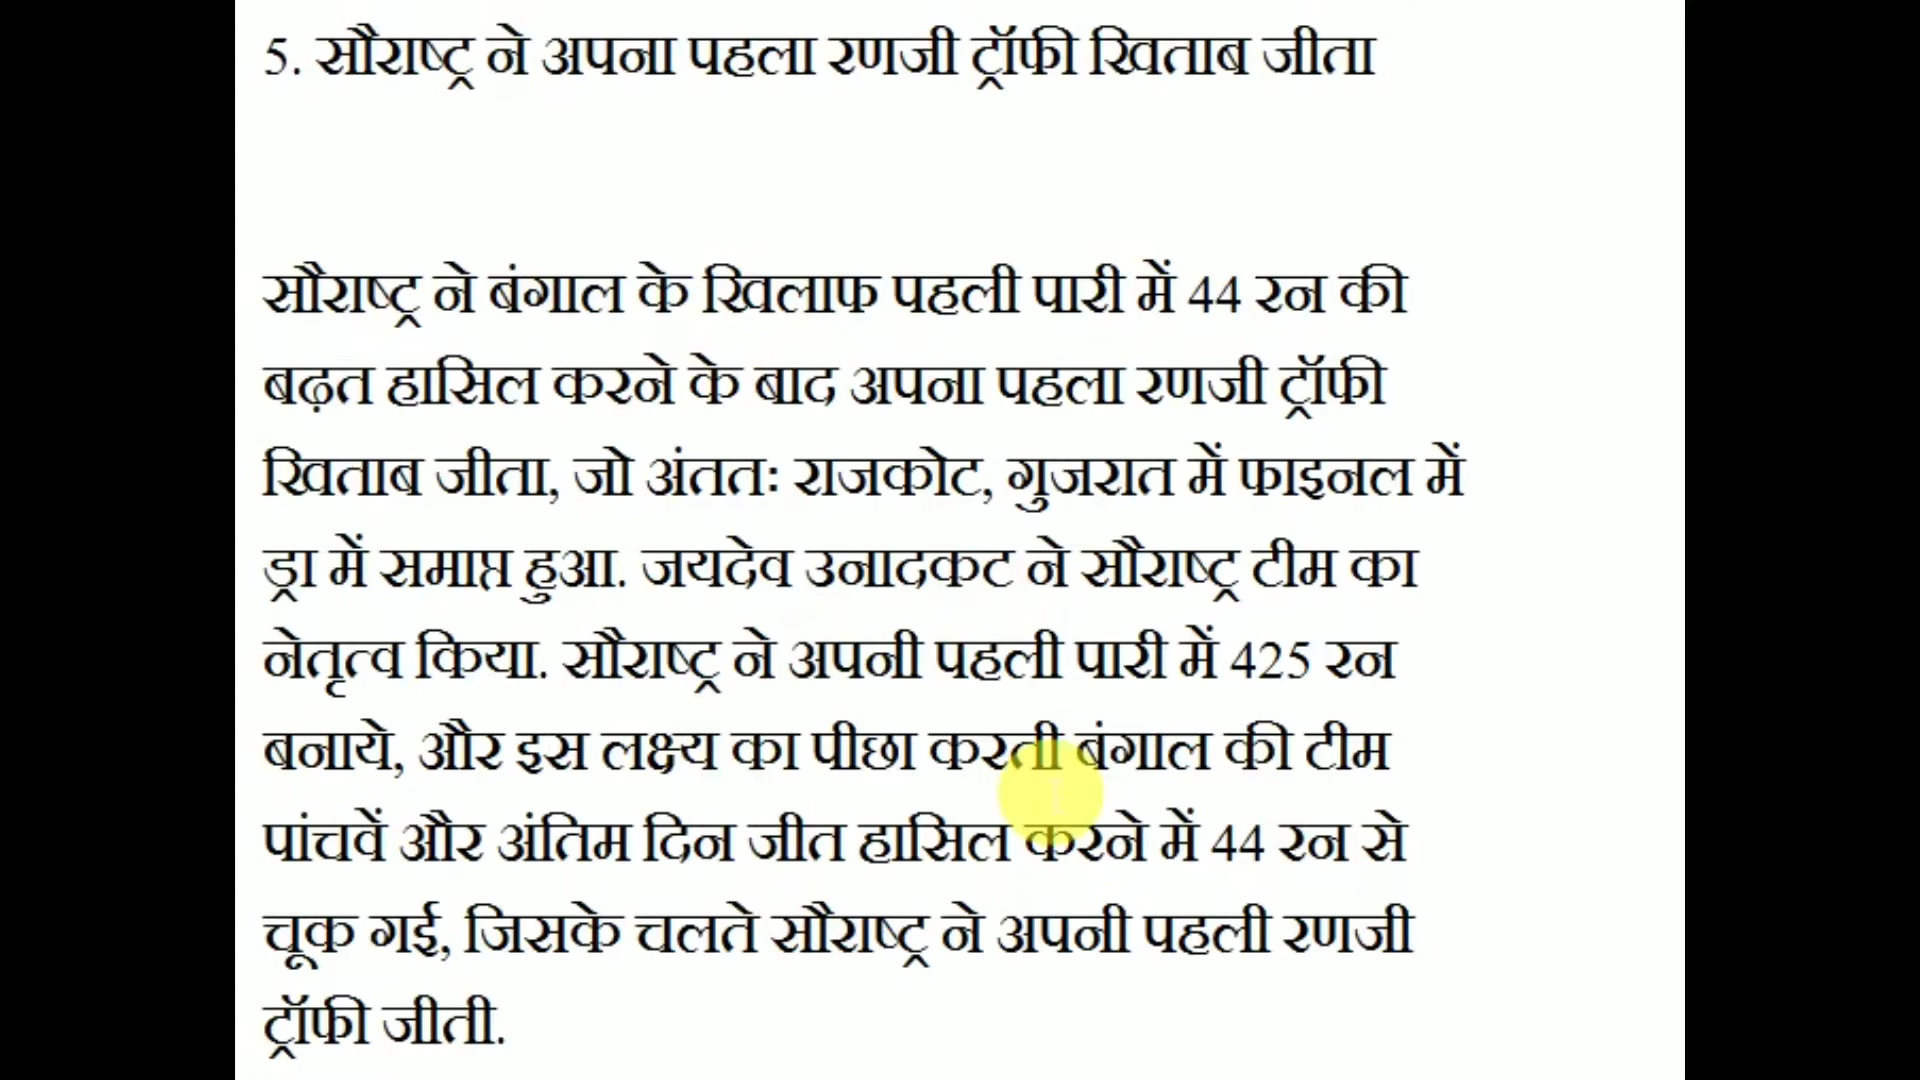 5. सौराष्ट्र ने अपना पहला रणजी ट्रॉफी खिताब जीता
सौराष्ट्र ने बंगाल के खिलाफ पहली पारी में 44 रन की
बढ़त हासिल करने के बाद अपना पहला रणजी ट्रॉफी
खिताब जीता, जो अंततः राजकोट, गुजरात में फाइनल में
ड्रा में समाप्त हुआ. जयदेव उनादकट ने सौराष्ट्र टीम का
नेतृत्व किया. सौराष्ट्र ने अपनी पहली पारी में 425 रन
बनाये, और इस लक्ष्य का पीछा करती बंगाल की टीम
पांचवें और अंतिम दिन जीत हासिल करने में 44 रन से
चूक गई, जिसके चलते सौराष्ट्र ने अपनी पहली रणजी
ट्रॉफी जीती.